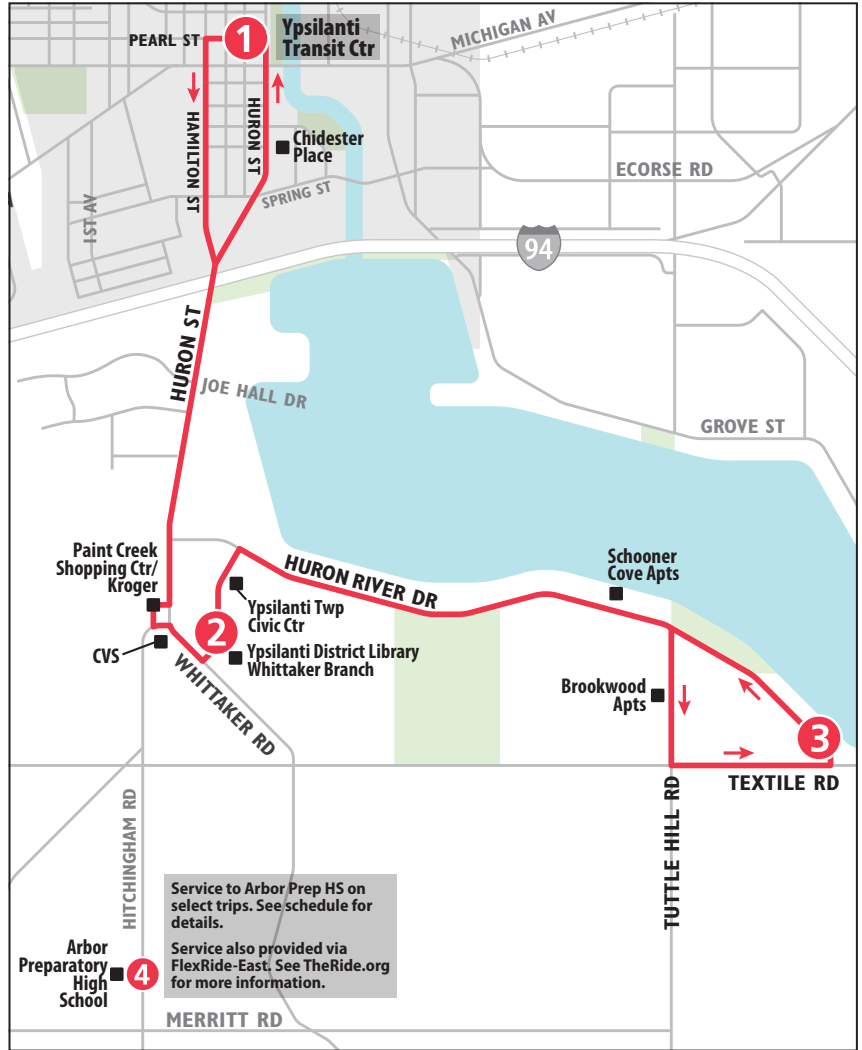 PEARL ST
1
Ypsilanti
Transit Ctr
MICHIGAN AV
HAMILTON ST
HURON ST
Chidester
Place
ECORSE RD
SPRING ST
1ST AV
94
HURON ST
JOE HALL DR
GROVE ST
Paint Creek
Shopping Ctr/
Kroger
HURON RIVER DR
Schooner
Cove Apts
Ypsilanti Twp
Civic Ctr
2
CVS
Ypsilanti District Library
Whittaker Branch
WHITTAKER RD
Brookwood
Apts
3
TEXTILE RD
TUTTLE HILL RD
HITCHINGHAM RD
Service to Arbor Prep HS on
select trips. See schedule for
details.
Service also provided via
FlexRide-East. See TheRide.org
for more information.
Arbor
Preparatory
High
School
4
MERRITT RD